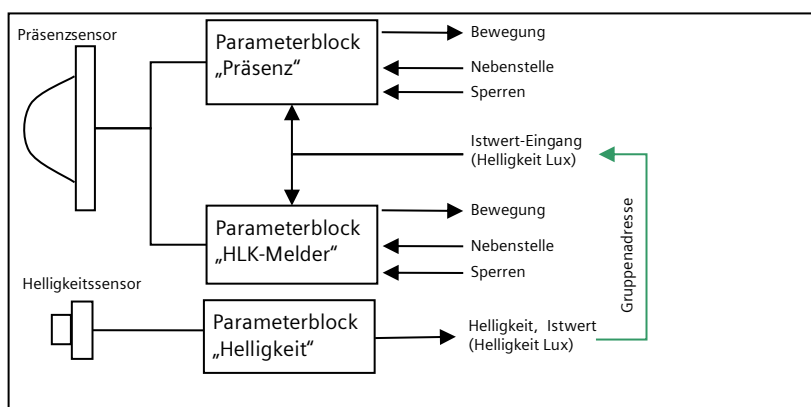 Präsenzsensor
Parameterblock
„Präsenz“
Bewegung
Nebenstelle
Sperren
Istwert-Eingang
(Helligkeit Lux)
Gruppenadresse
Parameterblock
„HLK-Melder“
Bewegung
Nebenstelle
Sperren
Helligkeitssensor
Parameterblock
„Helligkeit“
Helligkeit, Istwert
(Helligkeit Lux)